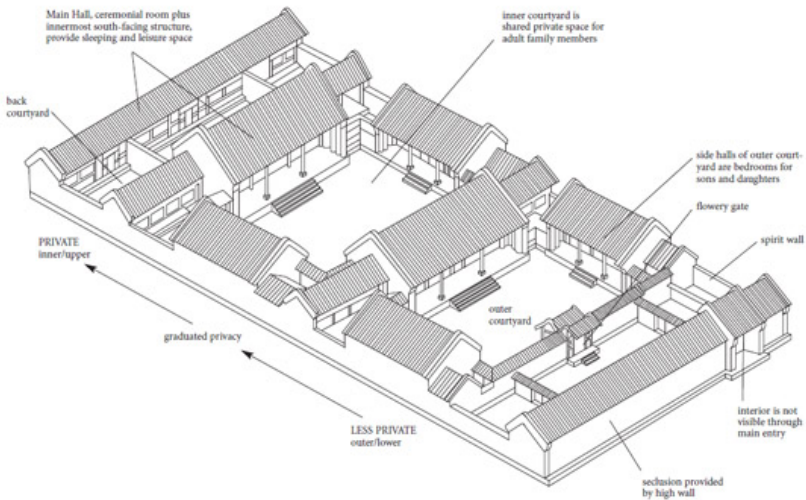 Main Hall, ceremonial room plus
innermost south-facing structure,
provide sleeping and leisure space
inner courtyard is
shared private space for
adult family members
back
courtyard
side halls of outer court-
yard are bedrooms for
sons and daughters
flowery gate
spirit wall
PRIVATE
inner/upper
graduated privacy
outer
courtyard
LESS PRIVATE
outer/lower
interior is not
visible through
main entry
seclusion provided
by high wall